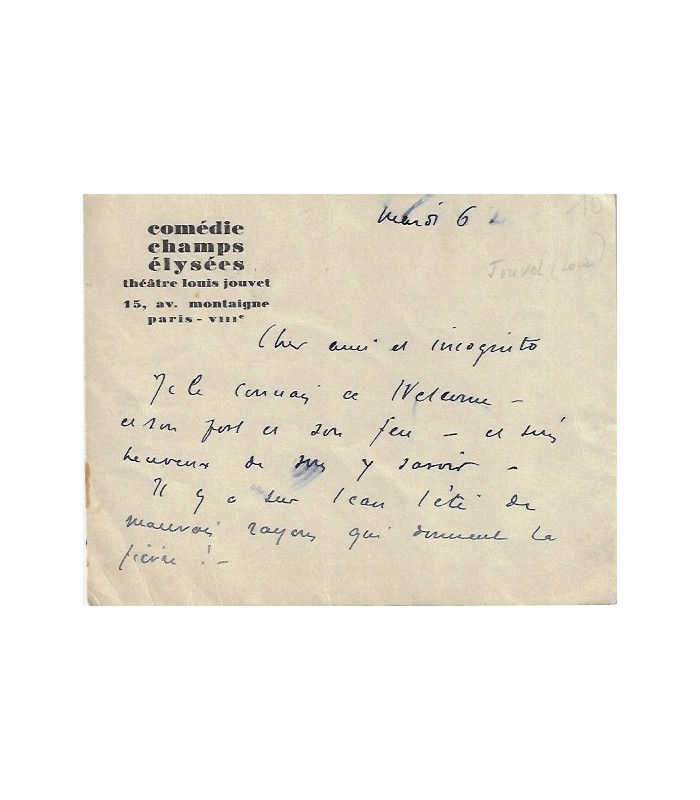 mardi 6
10
comédie
champs
élysées
théâtre louis jouvet
15, av. montaigne
paris - VIIIe
Jouvet (Louis)
Cher ami et incognito
Je le connais ce Welcome -
et son port et son feu - et suis
heureux de y savoir -
Il y a sur l'eau l'été de
mauvais rayons qui donnent la
fièvre ! -